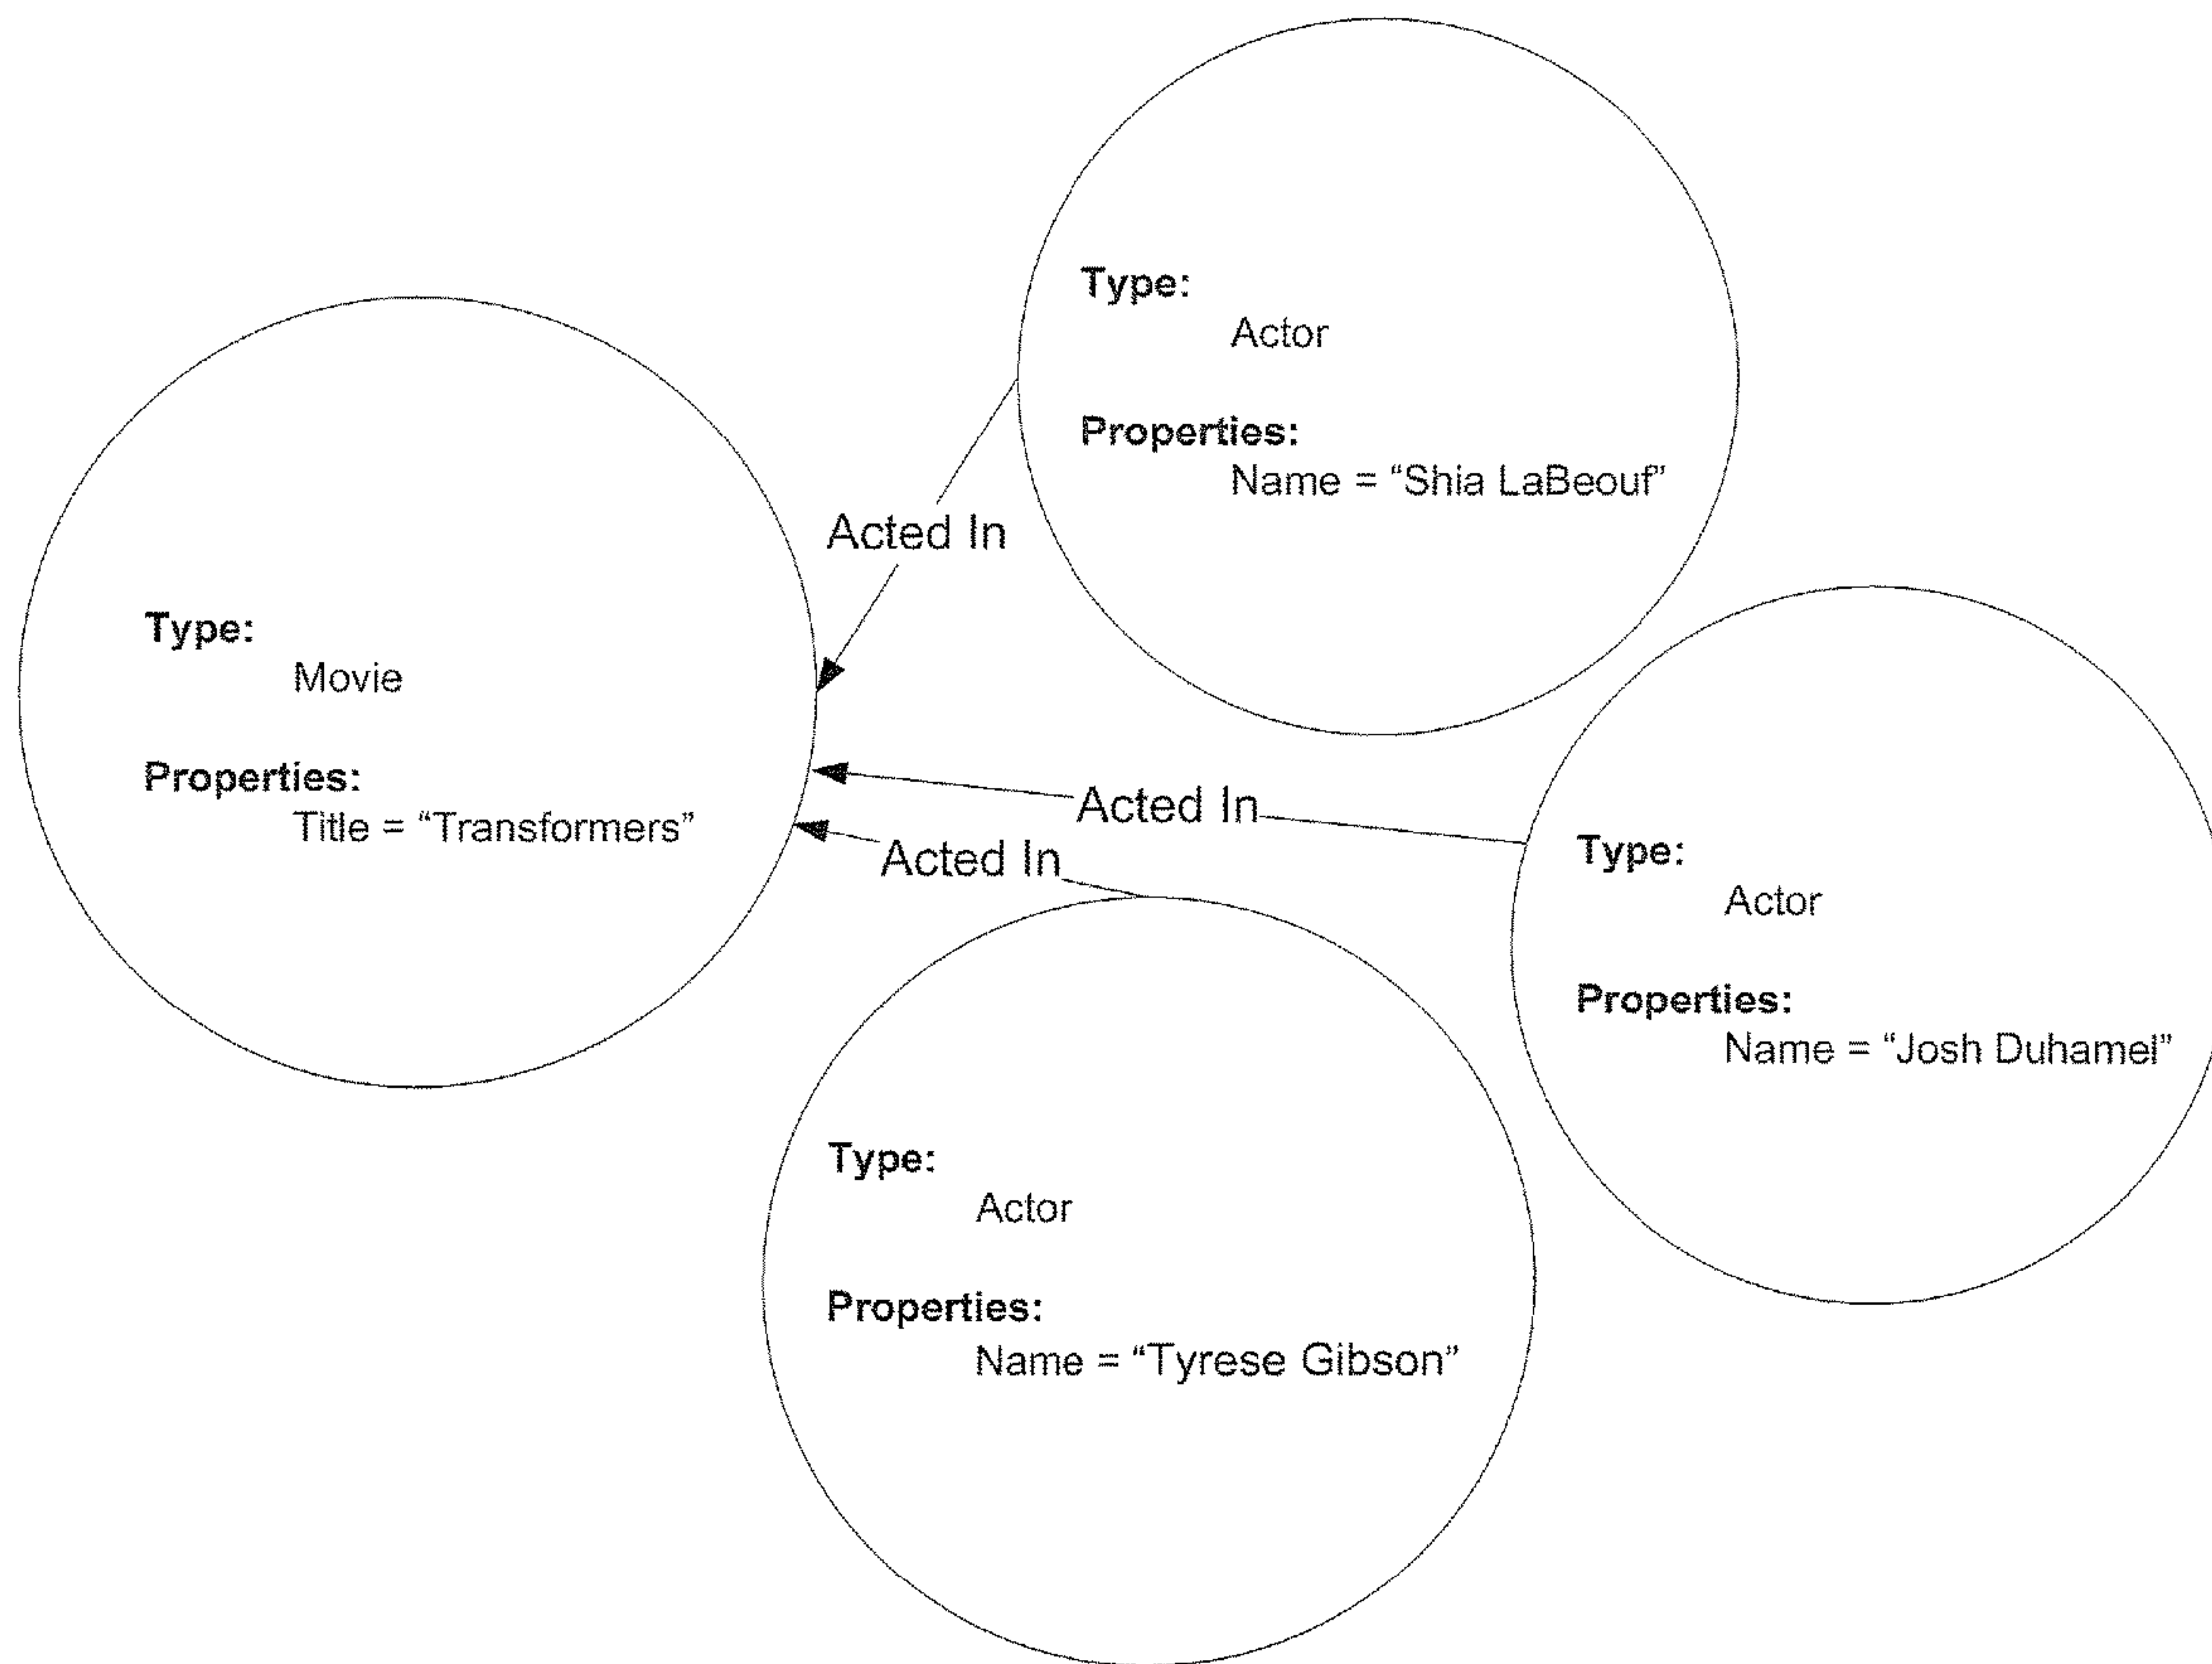 Type:
Actor
Properties:
Name = “Shia LaBeouf”
Acted In
Type:
Movie
Properties:
Title = “Transformers”
Acted In
Acted In
Type:
Actor
Properties:
Name = “Josh Duhamel”
Type:
Actor
Properties:
Name = “Tyrese Gibson”